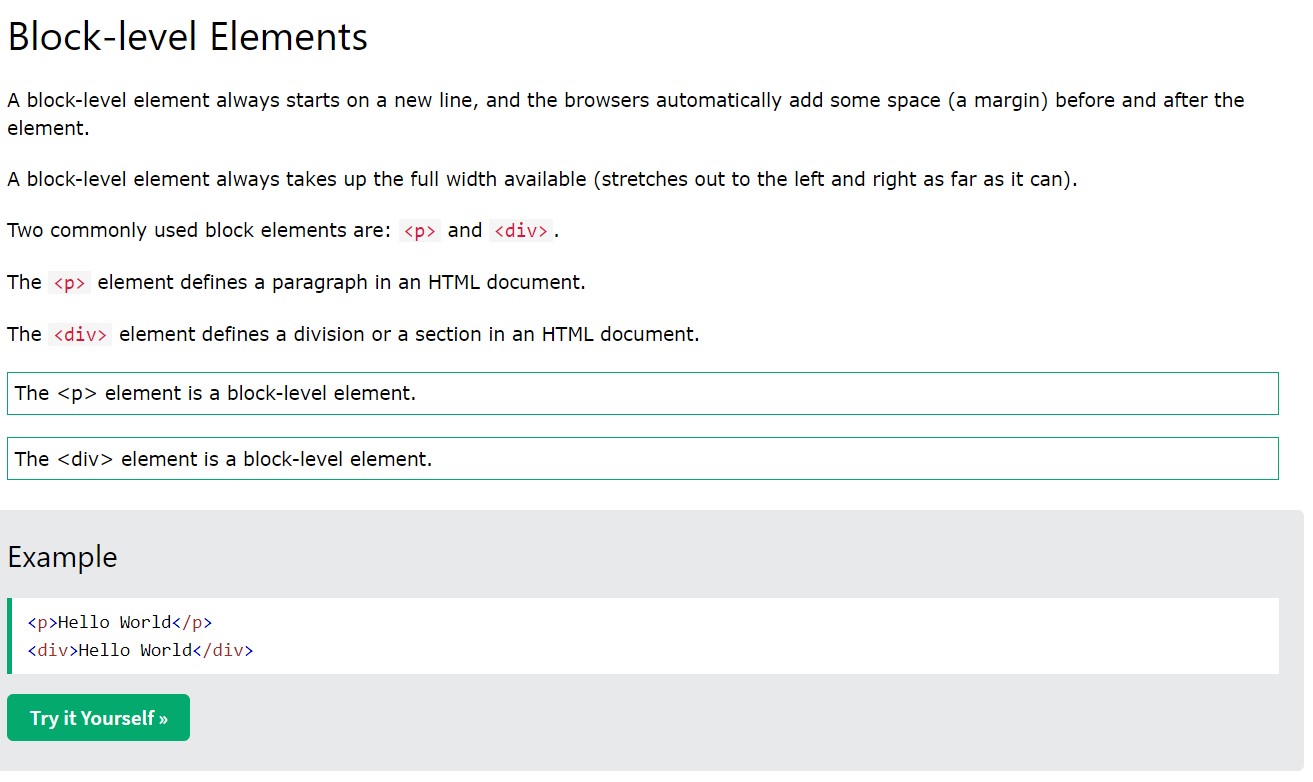 Block-level Elements
A block-level element always starts on a new line, and the browsers automatically add some space (a margin) before and after the
element.
A block-level element always takes up the full width available (stretches out to the left and right as far as it can).
Two commonly used block elements are: <p> and <div>.
The <p> element defines a paragraph in an HTML document.
The <div> element defines a division or a section in an HTML document.
The <p> element is a block-level element.
The <div> element is a block-level element.
Example
<p>Hello World</p>
<div>Hello World</div>
Try it Yourself »